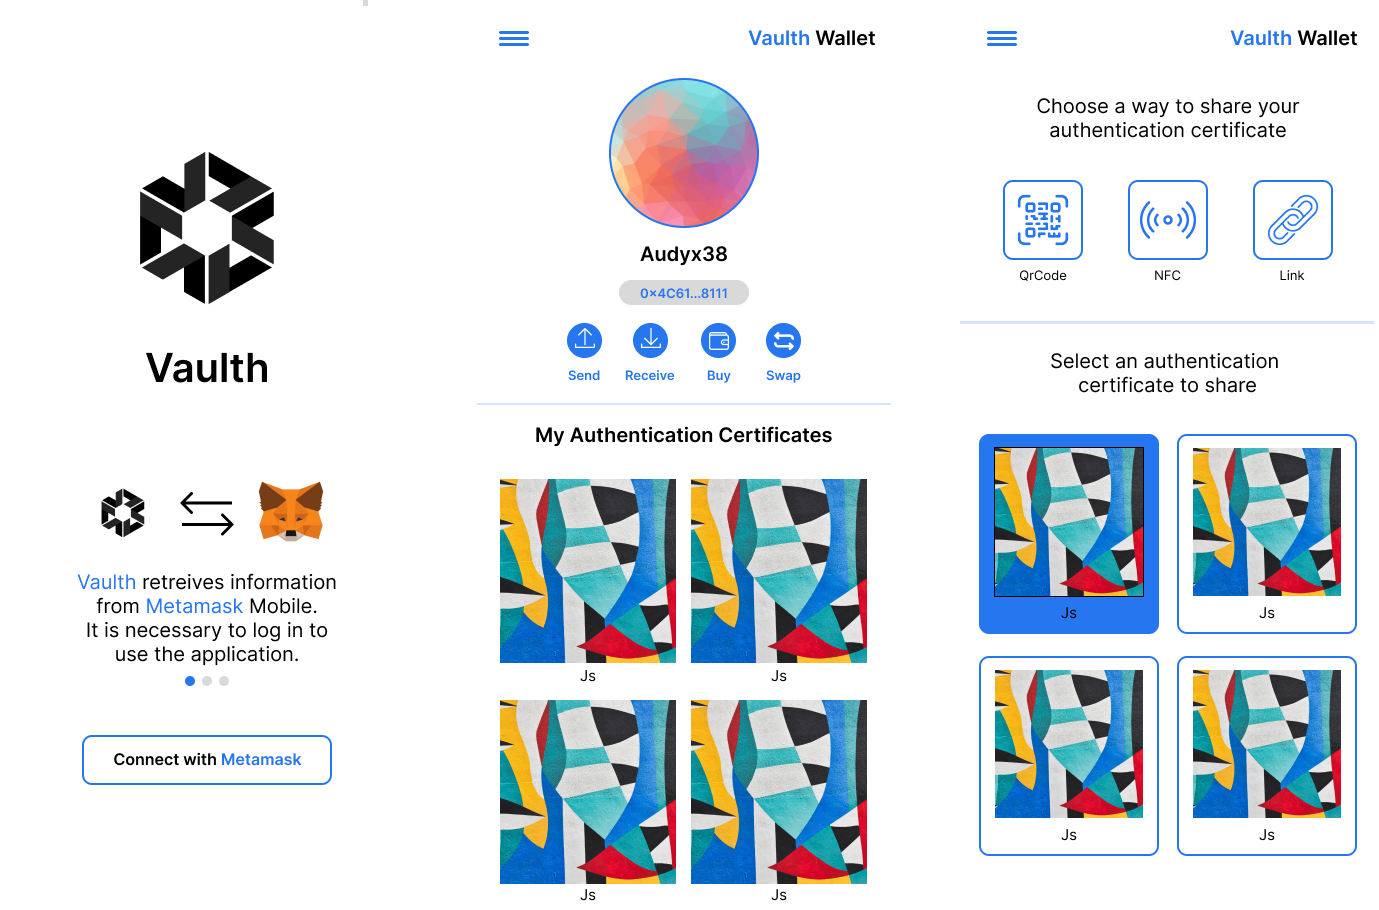 Vaulth
Vaulth retreives information
from Metamask Mobile.
It is necessary to log in to
use the application.
Connect with Metamask
Vaulth Wallet
Audyx38
0x4C61...8111
Send Receive Buy Swap
My Authentication Certificates
Js Js
Js Js
Vaulth Wallet
Choose a way to share your
authentication certificate
QrCode NFC Link
Select an authentication
certificate to share
Js Js
Js Js